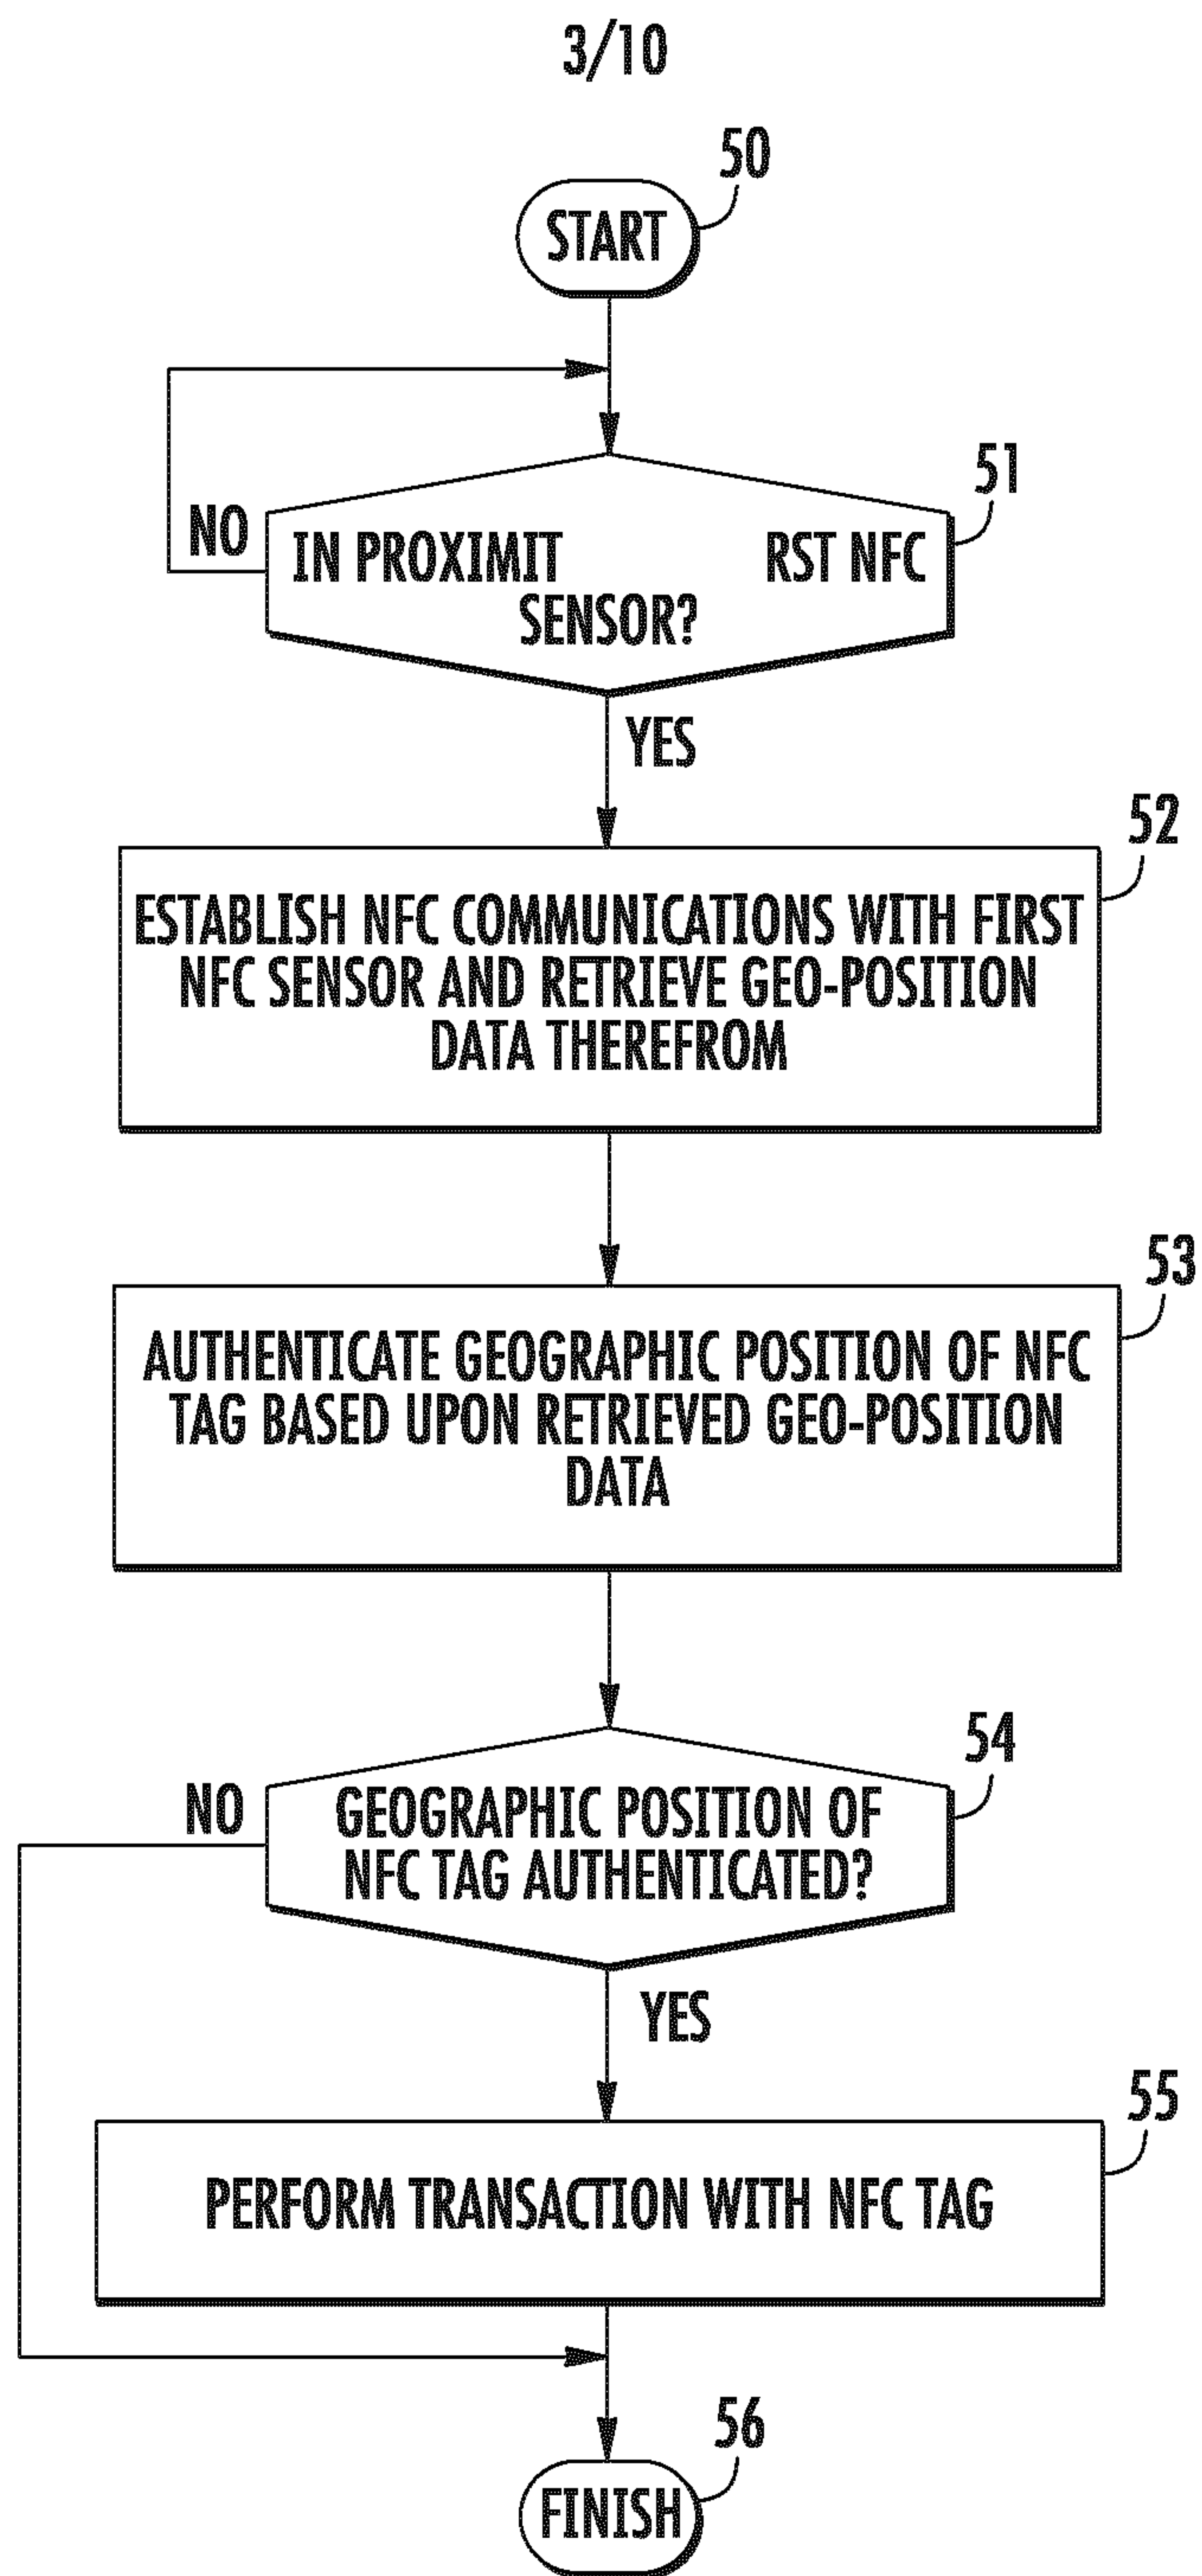 3/10
50
START
51
NO
IN PROXIMIT RST NFC
SENSOR?
YES
52
ESTABLISH NFC COMMUNICATIONS WITH FIRST
NFC SENSOR AND RETRIEVE GEO-POSITION
DATA THEREFROM
53
AUTHENTICATE GEOGRAPHIC POSITION OF NFC
TAG BASED UPON RETRIEVED GEO-POSITION
DATA
54
NO
GEOGRAPHIC POSITION OF
NFC TAG AUTHENTICATED?
YES
55
PERFORM TRANSACTION WITH NFC TAG
56
FINISH